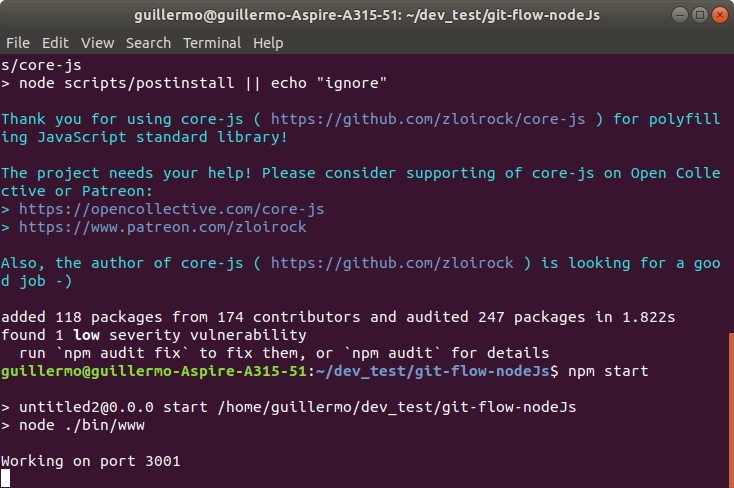 guillermo@guillermo-Aspire-A315-51: ~/dev_test/git-flow-nodeJs
File Edit View Search Terminal Help
s/core-js
> node scripts/postinstall || echo "ignore"
Thank you for using core-js ( https://github.com/zloirock/core-js ) for polyfill
ing JavaScript standard library!
The project needs your help! Please consider supporting of core-js on Open Colle
ctive or Patreon:
> https://opencollective.com/core-js
> https://www.patreon.com/zloirock
Also, the author of core-js ( https://github.com/zloirock ) is looking for a goo
d job -)
added 118 packages from 174 contributors and audited 247 packages in 1.822s
found 1 low severity vulnerability
  run `npm audit fix` to fix them, or `npm audit` for details
guillermo@guillermo-Aspire-A315-51:~/dev_test/git-flow-nodeJs$ npm start
> untitled2@0.0.0 start /home/guillermo/dev_test/git-flow-nodeJs
> node ./bin/www
Working on port 3001